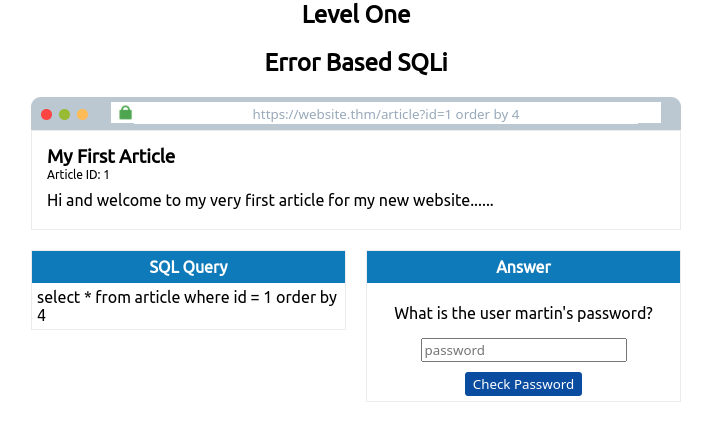 Level One
Error Based SQLi
https://website.thm/article?id=1 order by 4
My First Article
Article ID: 1
Hi and welcome to my very first article for my new website......
SQL Query
select * from article where id = 1 order by
4
Answer
What is the user martin's password?
password
Check Password